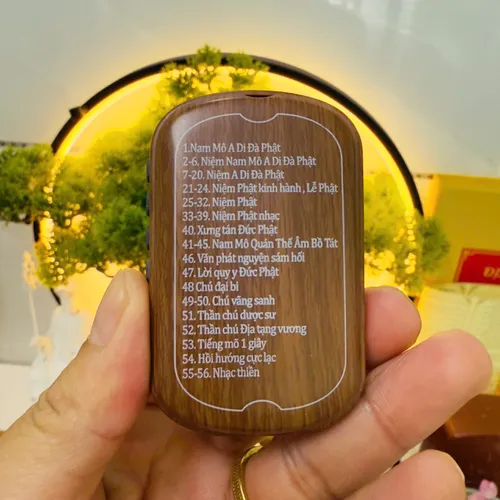 1.Nam Mô A Di Đà Phật
2-6. Niệm Nam Mô A Di Đà Phật
7-20. Niệm A Di Đà Phật
21-24. Niệm Phật kinh hành , Lễ Phật
25-32. Niệm Phật
33-39. Niệm Phật nhạc
40. Xưng tán Đức Phật
41-45. Nam Mô Quán Thế Âm Bồ Tát
46. Văn phát nguyện sám hối
47. Lời quy y Đức Phật
48 Chú đại bi
49-50. Chú vãng sanh
51. Thần chú dược sư
52. Thần chú Địa tạng vương
53. Tiếng mõ 1 giây
54. Hồi hướng cực lạc
55-56. Nhạc thiền